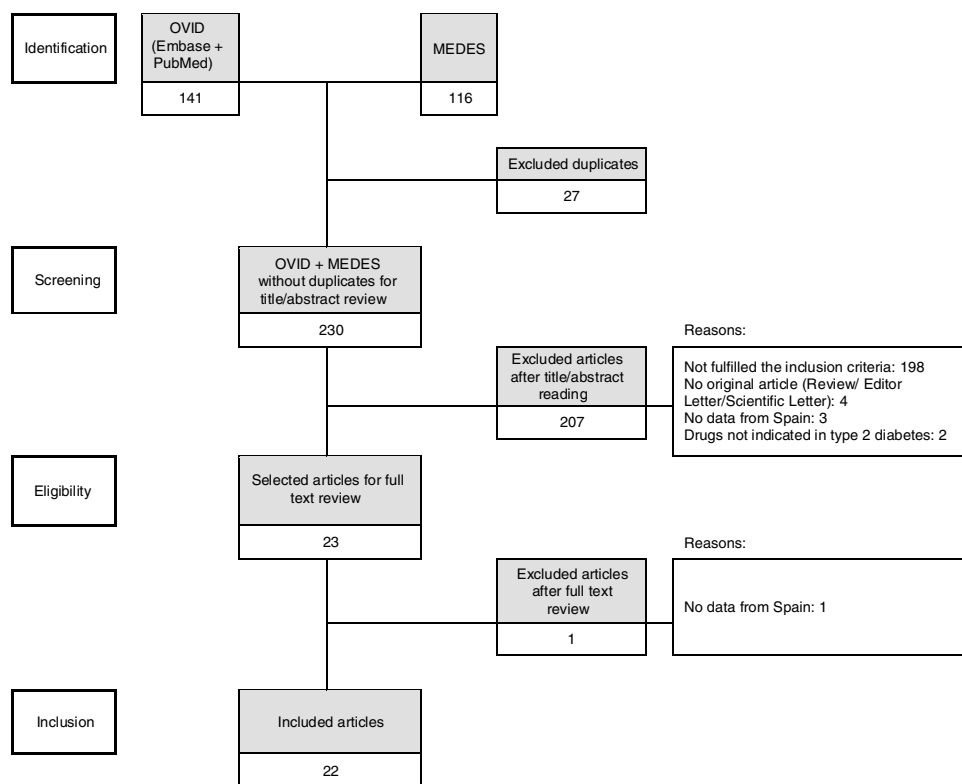 Identification
OVID
(Embase +
PubMed)
141
MEDES
116
Excluded duplicates
27
Screening
OVID + MEDES
without duplicates for
title/abstract review
230
Excluded articles
after title/abstract
reading
207
Reasons:
Not fulfilled the inclusion criteria: 198
No original article (Review/ Editor
Letter/Scientific Letter): 4
No data from Spain: 3
Drugs not indicated in type 2 diabetes: 2
Eligibility
Selected articles for full
text review
23
Excluded articles
after full text
review
1
Reasons:
No data from Spain: 1
Inclusion
Included articles
22